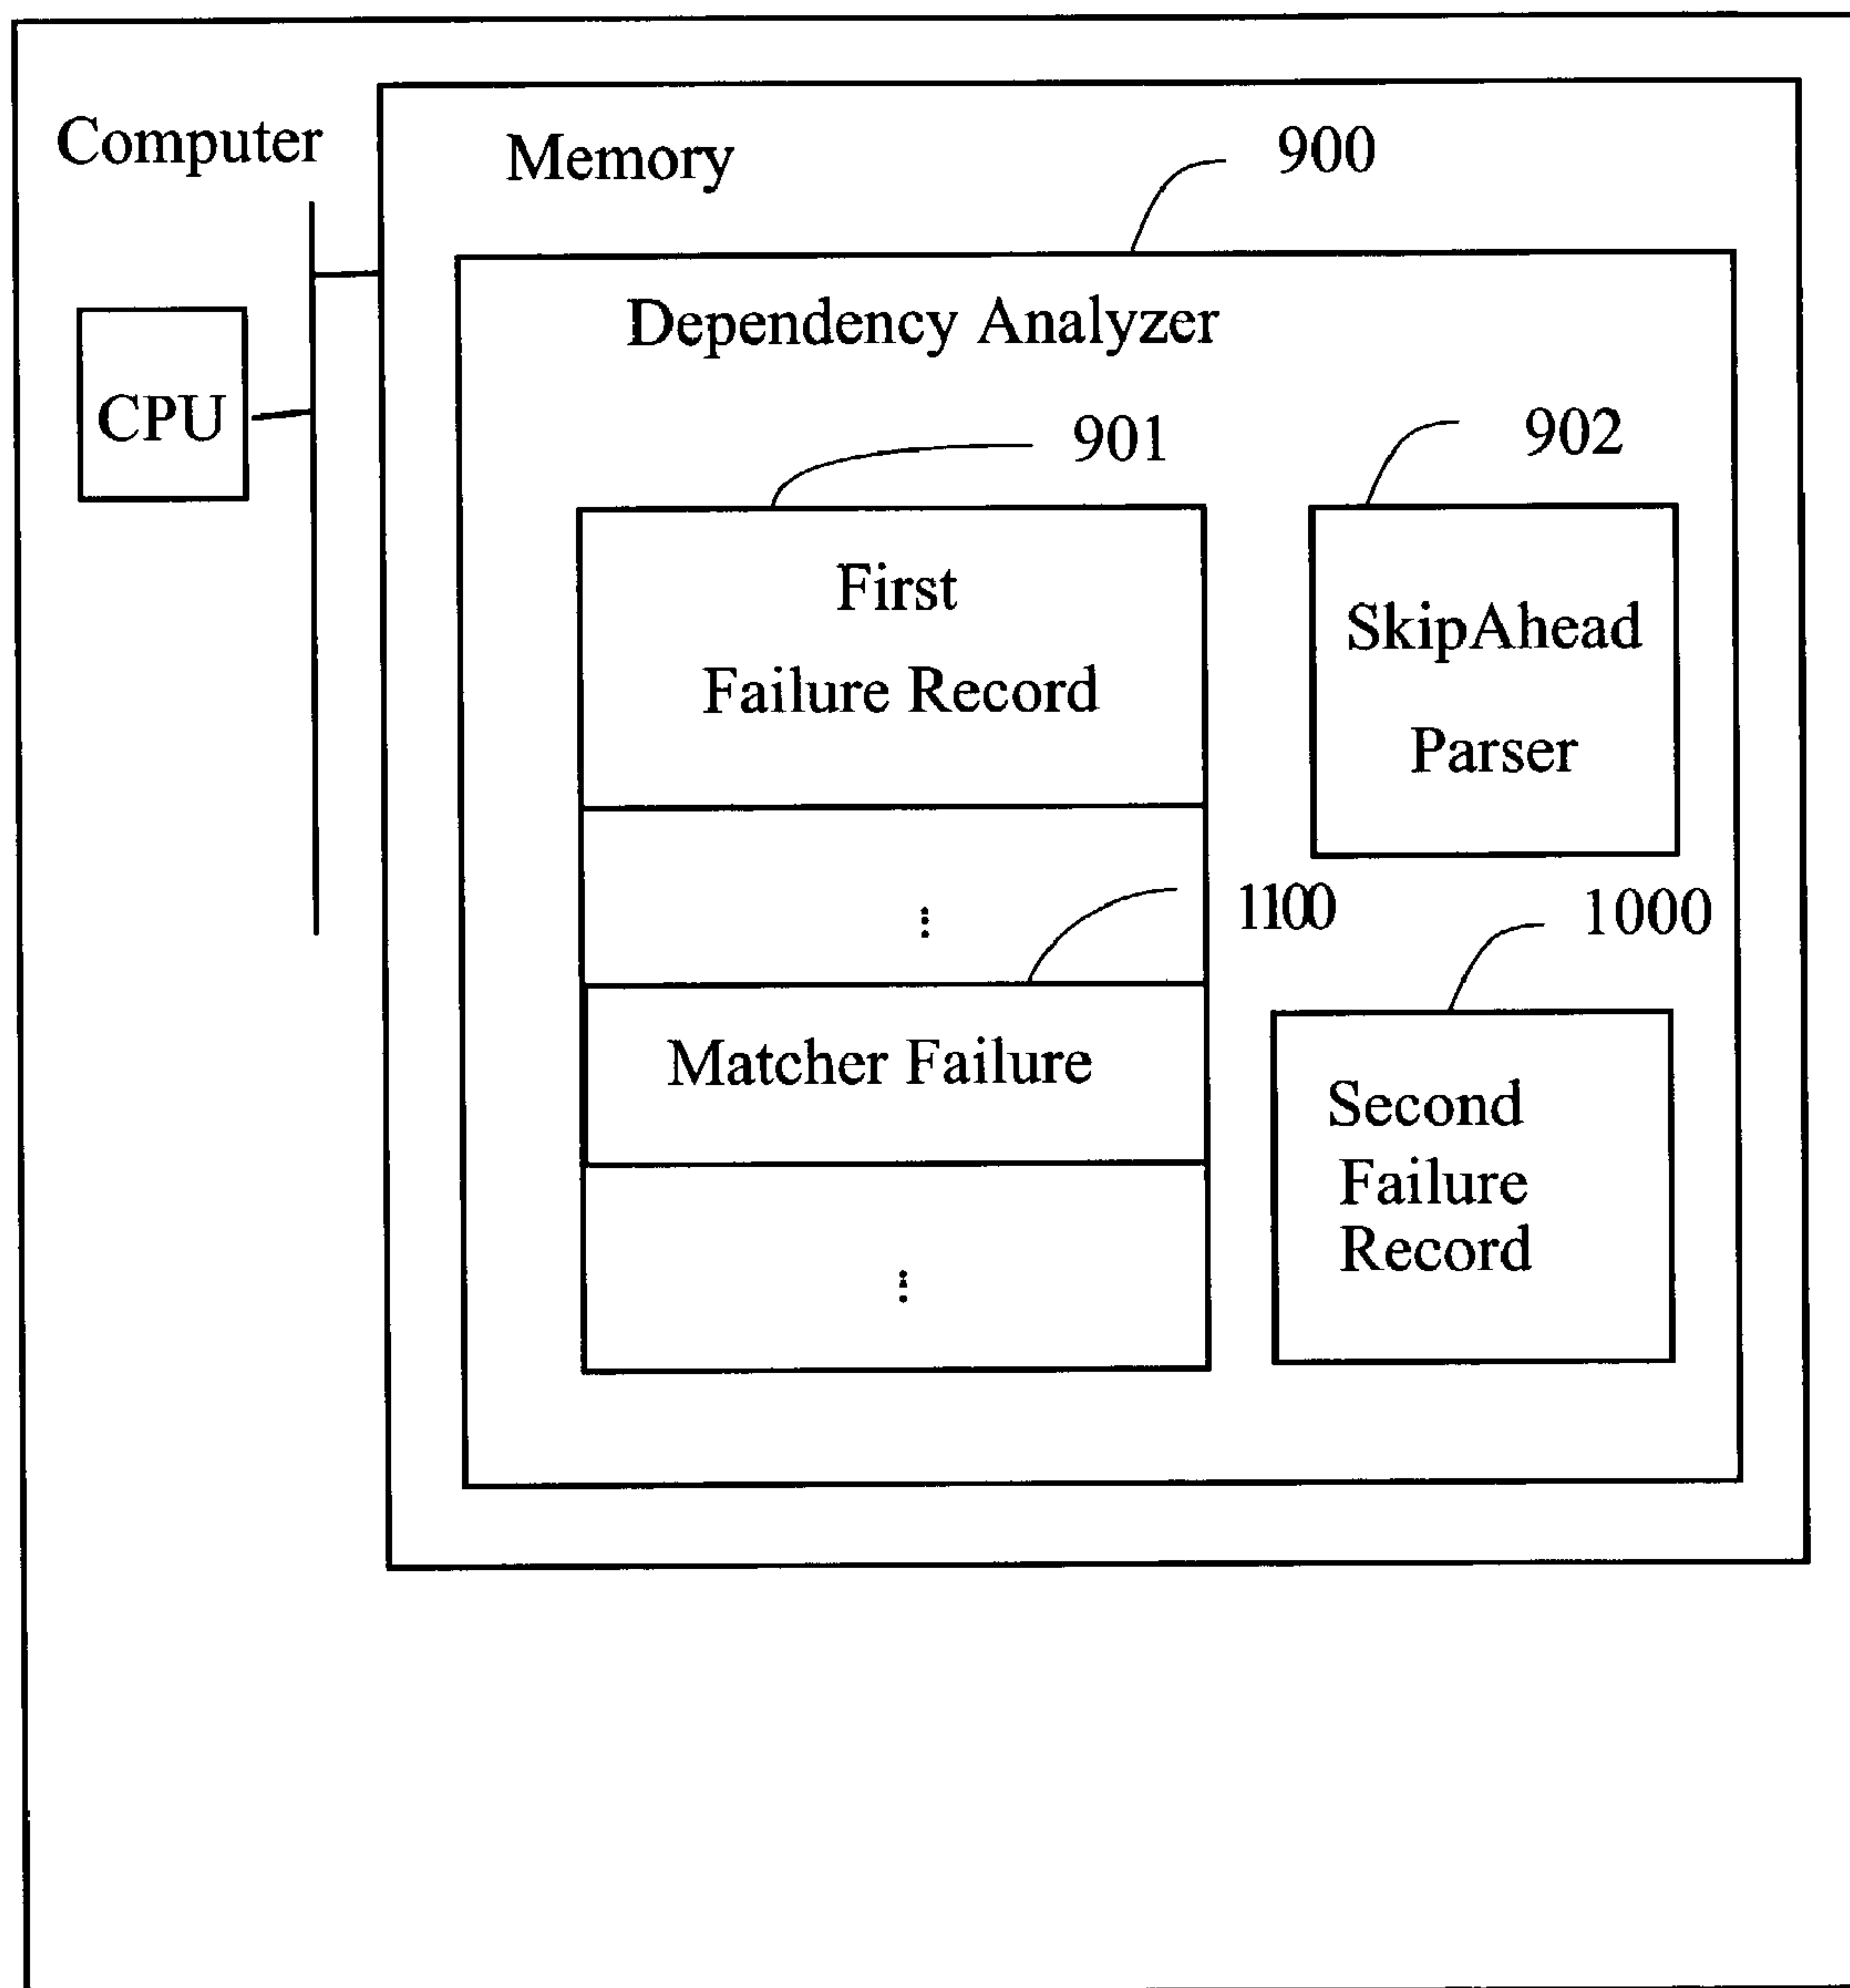 Computer
Memory
900
Dependency Analyzer
CPU
901
902
First
Failure Record
SkipAhead
Parser
1100
1000
Matcher Failure
Second
Failure
Record